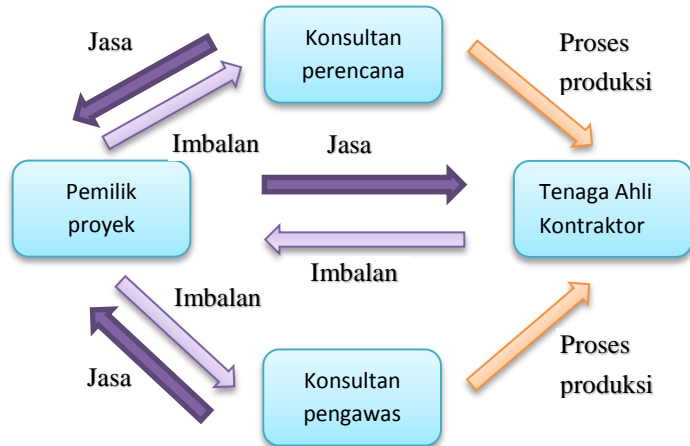 Jasa
Konsultan
perencana
Proses
produksi
Imbalan
Jasa
Pemilik
proyek
Tenaga Ahli
Kontraktor
Imbalan
Imbalan
Jasa
Konsultan
pengawas
Proses
produksi